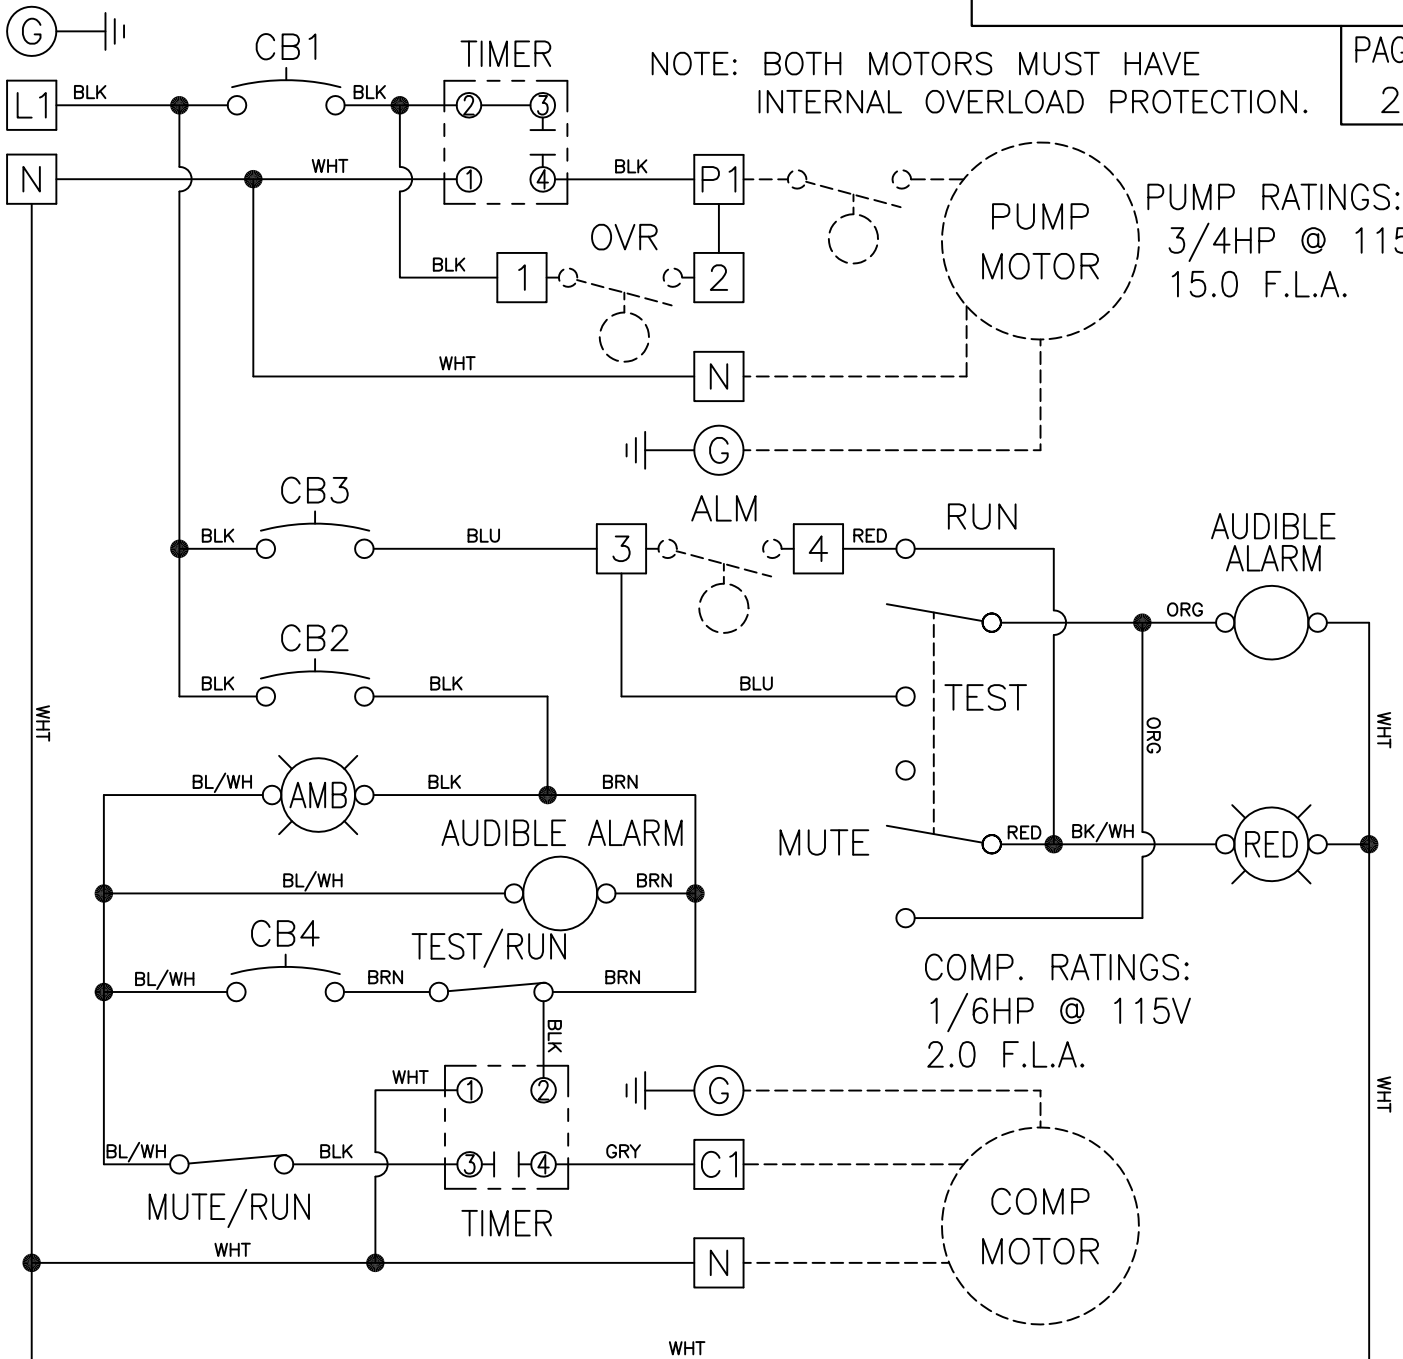 G
CB1
TIMER
NOTE: BOTH MOTORS MUST HAVE
INTERNAL OVERLOAD PROTECTION.
PAG
2
L1
BLK
BLK
2
3
N
WHT
1
4
BLK
P1
PUMP
MOTOR
PUMP RATINGS:
3/4HP @ 115
15.0 F.L.A.
OVR
BLK
1
2
WHT
N
G
CB3
ALM
RUN
AUDIBLE
ALARM
BLK
BLU
3
4
RED
ORG
CB2
BLK
BLK
BLU
TEST
WHT
ORG
WHT
BL/WH
AMB
BLK
BRN
AUDIBLE ALARM
MUTE
RED
BK/WH
RED
BL/WH
BRN
CB4
TEST/RUN
BL/WH
BRN
BRN
COMP. RATINGS:
1/6HP @ 115V
2.0 F.L.A.
BLK
WHT
1
2
G
WHT
BL/WH
BLK
3
4
GRY
C1
MUTE/RUN
TIMER
COMP
MOTOR
WHT
N
WHT